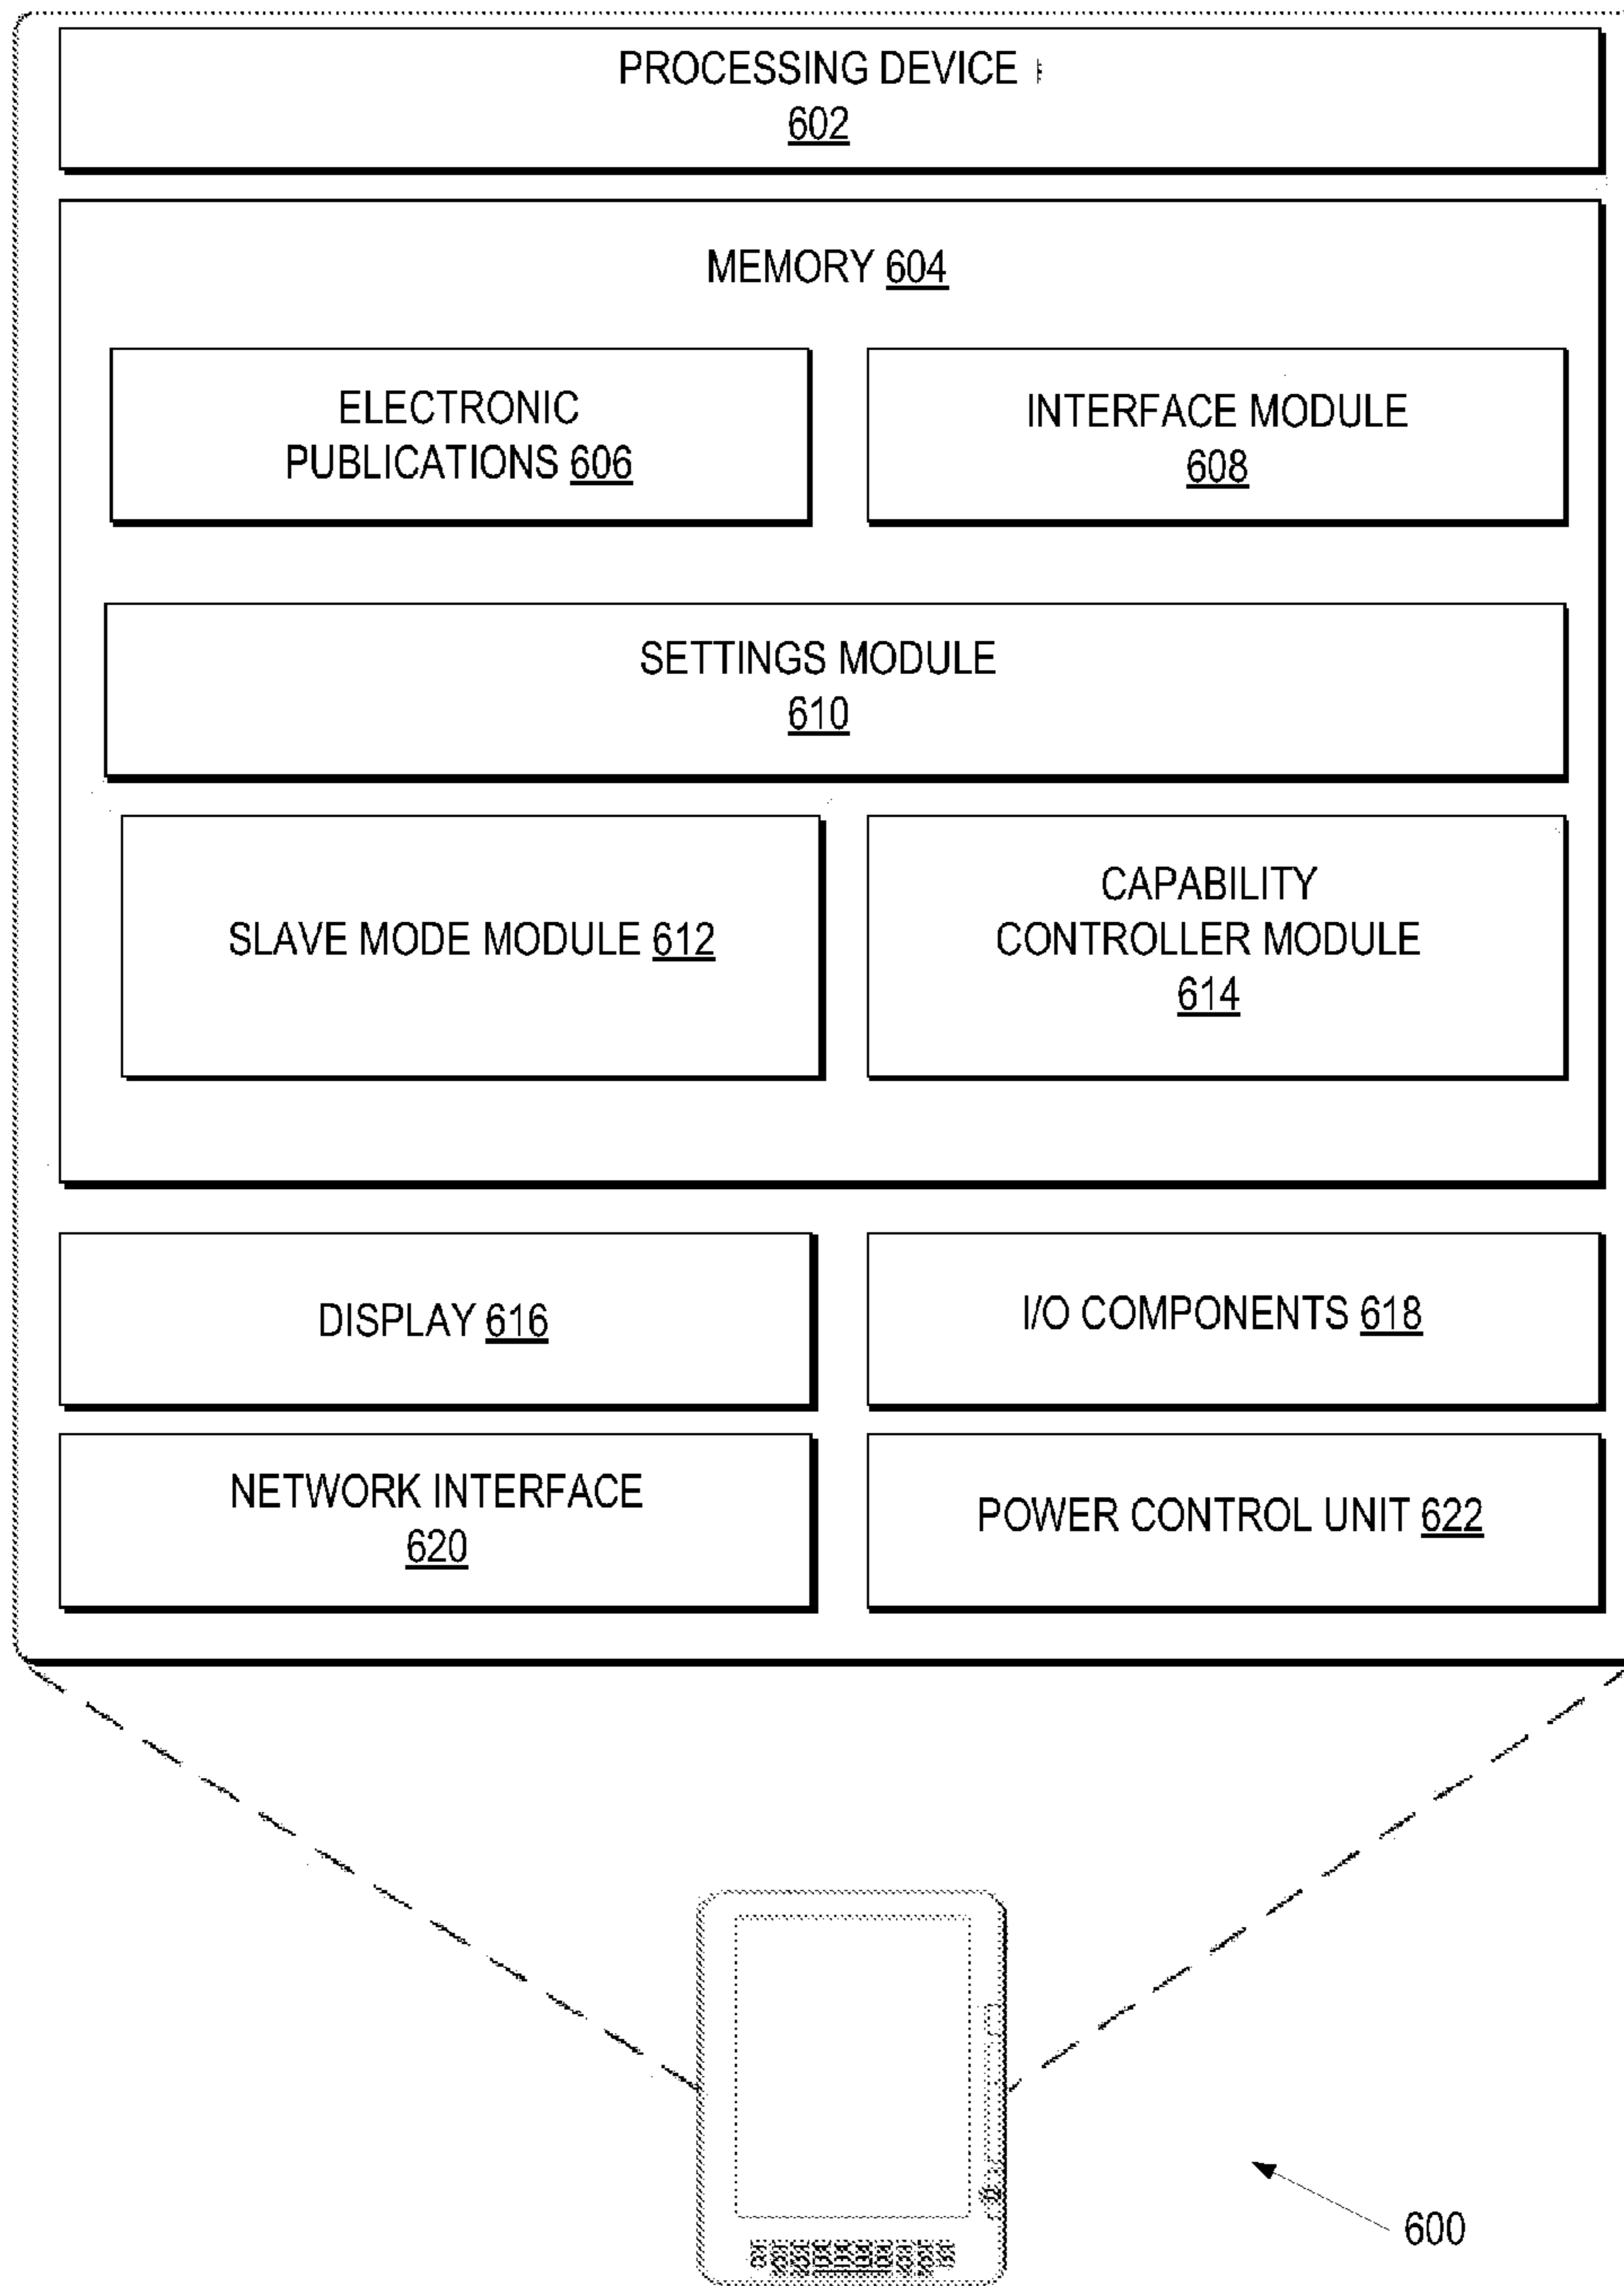 PROCESSING DEVICE
602
MEMORY 604
ELECTRONIC
PUBLICATIONS 606
INTERFACE MODULE
608
SETTINGS MODULE
610
SLAVE MODE MODULE 612
CAPABILITY
CONTROLLER MODULE
614
DISPLAY 616
I/O COMPONENTS 618
NETWORK INTERFACE
620
POWER CONTROL UNIT 622
600